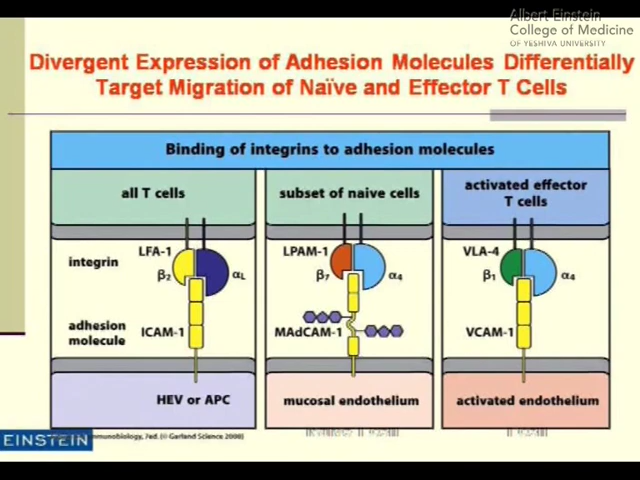 Albert Einstein
College of Medicine
OF YESHIVA UNIVERSITY
Divergent Expression of Adhesion Molecules Differentially
Target Migration of Naïve and Effector T Cells
Binding of integrins to adhesion molecules
all T cells
subset of naive cells
activated effector
T cells
integrin
LFA-1
β2
αL
LPAM-1
β7
α4
VLA-4
β1
α4
adhesion
molecule
ICAM-1
MAdCAM-1
VCAM-1
HEV or APC
mucosal endothelium
activated endothelium
EINSTEIN
munobiology, 7ed. (© Garland Science 2008)